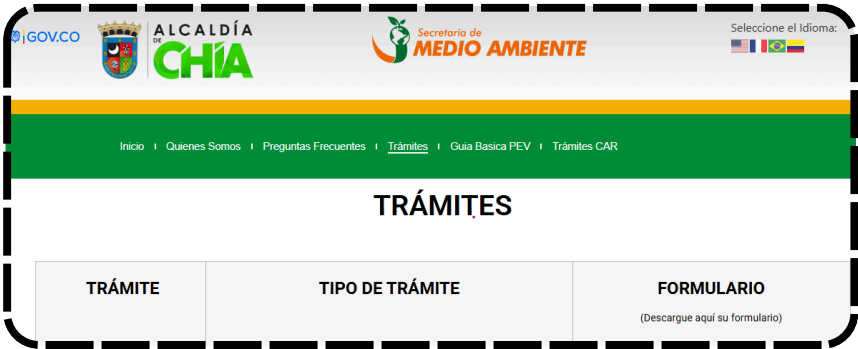 GOV.CO
ALCALDÍA
DE
CHÍA
Secretaría de
MEDIO AMBIENTE
Seleccione el Idioma:
Inicio Quienes Somos Preguntas Frecuentes Trámites Guia Basica PEV Trámites CAR
TRÁMITES
TRÁMITE TIPO DE TRÁMITE FORMULARIO
(Descargue aquí su formulario)